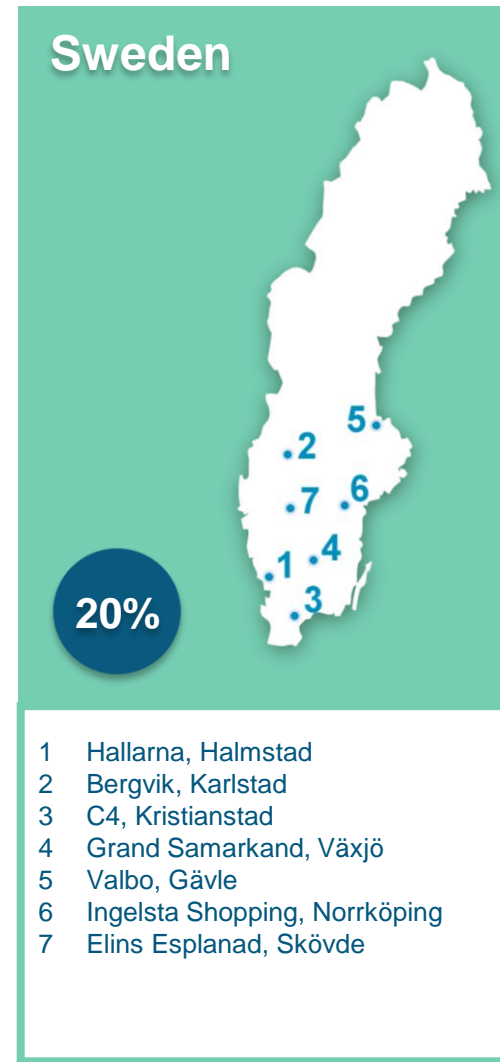 Sweden
5
2
6
7
4
1
3
20%
1 Hallarna, Halmstad
2 Bergvik, Karlstad
3 C4, Kristianstad
4 Grand Samarkand, Växjö
5 Valbo, Gävle
6 Ingelsta Shopping, Norrköping
7 Elins Esplanad, Skövde